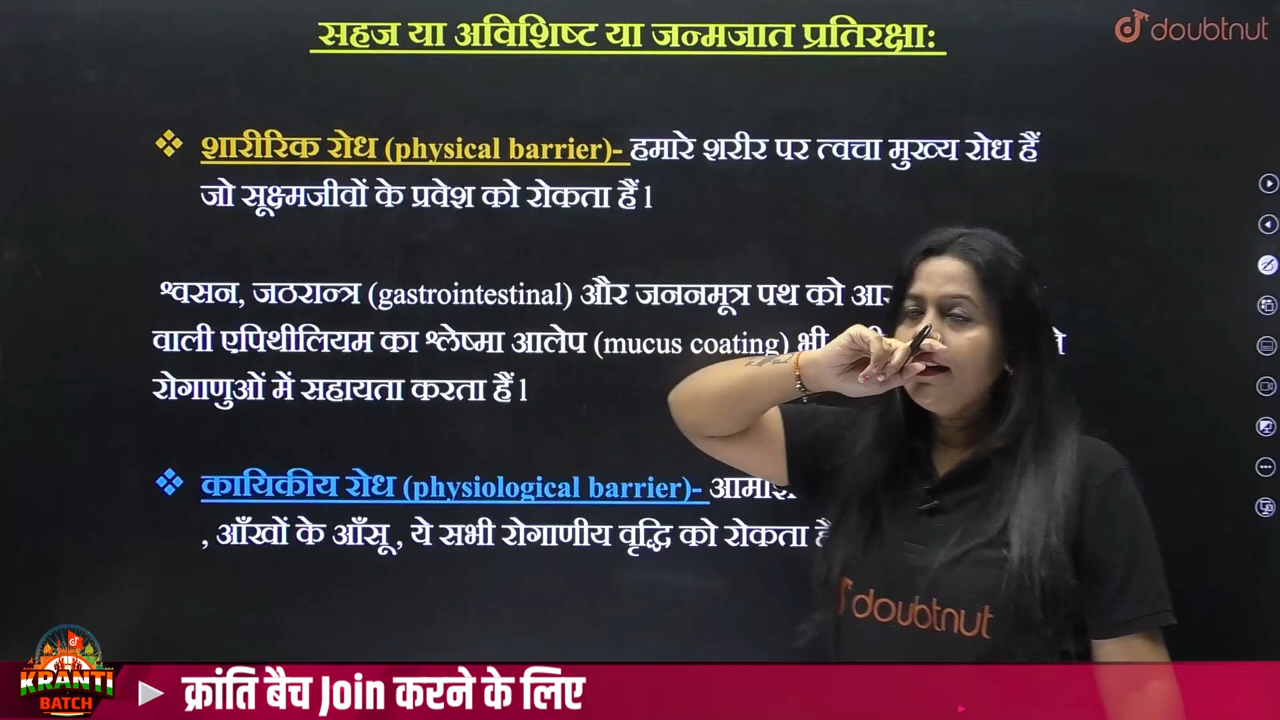 सहज या अविशिष्ट या जन्मजात प्रतिरक्षा:
doubtnut
❖ शारीरिक रोध (physical barrier)- हमारे शरीर पर त्वचा मुख्य रोध हैं
जो सूक्ष्मजीवों के प्रवेश को रोकता हैं l
श्वसन, जठरान्त्र (gastrointestinal) और जननमूत्र पथ को
वाली एपिथीलियम का श्लेष्मा आलेप (mucus coating) भी
रोगाणुओं में सहायता करता हैं l
❖ कायिकीय रोध (physiological barrier)-
, आँखों के आँसू , ये सभी रोगाणीय वृद्धि को रोकता
doubtnut
KRANTI
BATCH
क्रांति बैच Join करने के लिए